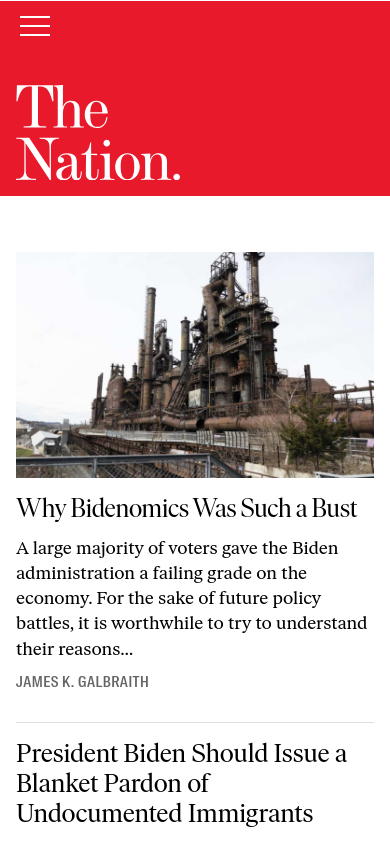 The
Nation.
Why Bidenomics Was Such a Bust
A large majority of voters gave the Biden
administration a failing grade on the
economy. For the sake of future policy
battles, it is worthwhile to try to understand
their reasons...
JAMES K. GALBRAITH
President Biden Should Issue a
Blanket Pardon of
Undocumented Immigrants